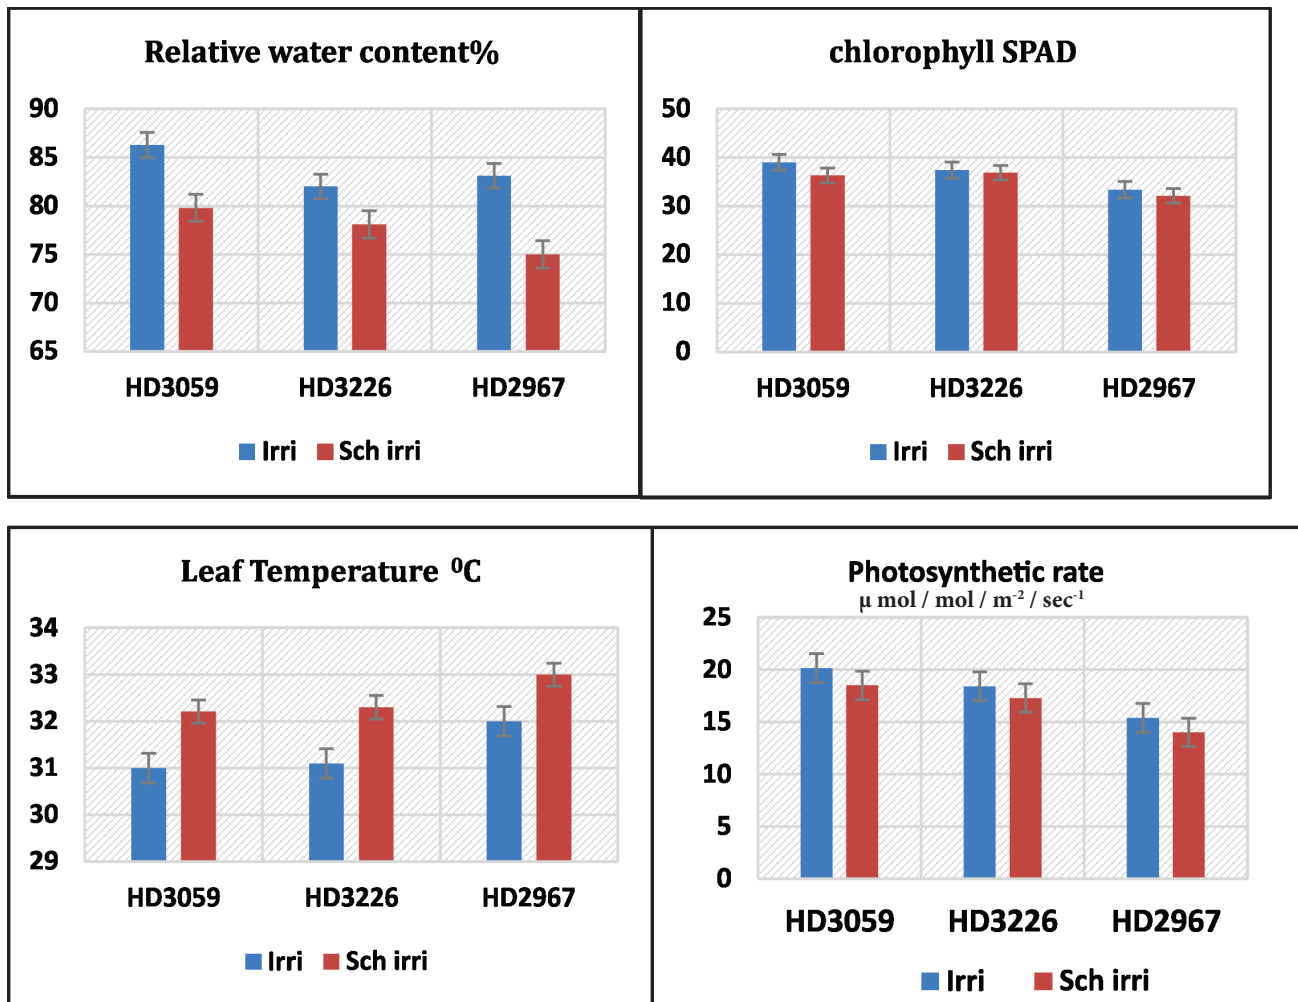 Relative water content%
90
85
80
75
70
65
HD3059 HD3226 HD2967
Irri Sch irri
chlorophyll SPAD
50
40
30
20
10
0
HD3059 HD3226 HD2967
Irri Sch irri
Leaf Temperature ⁰C
34
33
32
31
30
29
HD3059 HD3226 HD2967
Irri Sch irri
Photosynthetic rate
μ mol / mol / m⁻² / sec⁻¹
25
20
15
10
5
0
HD3059 HD3226 HD2967
Irri Sch irri